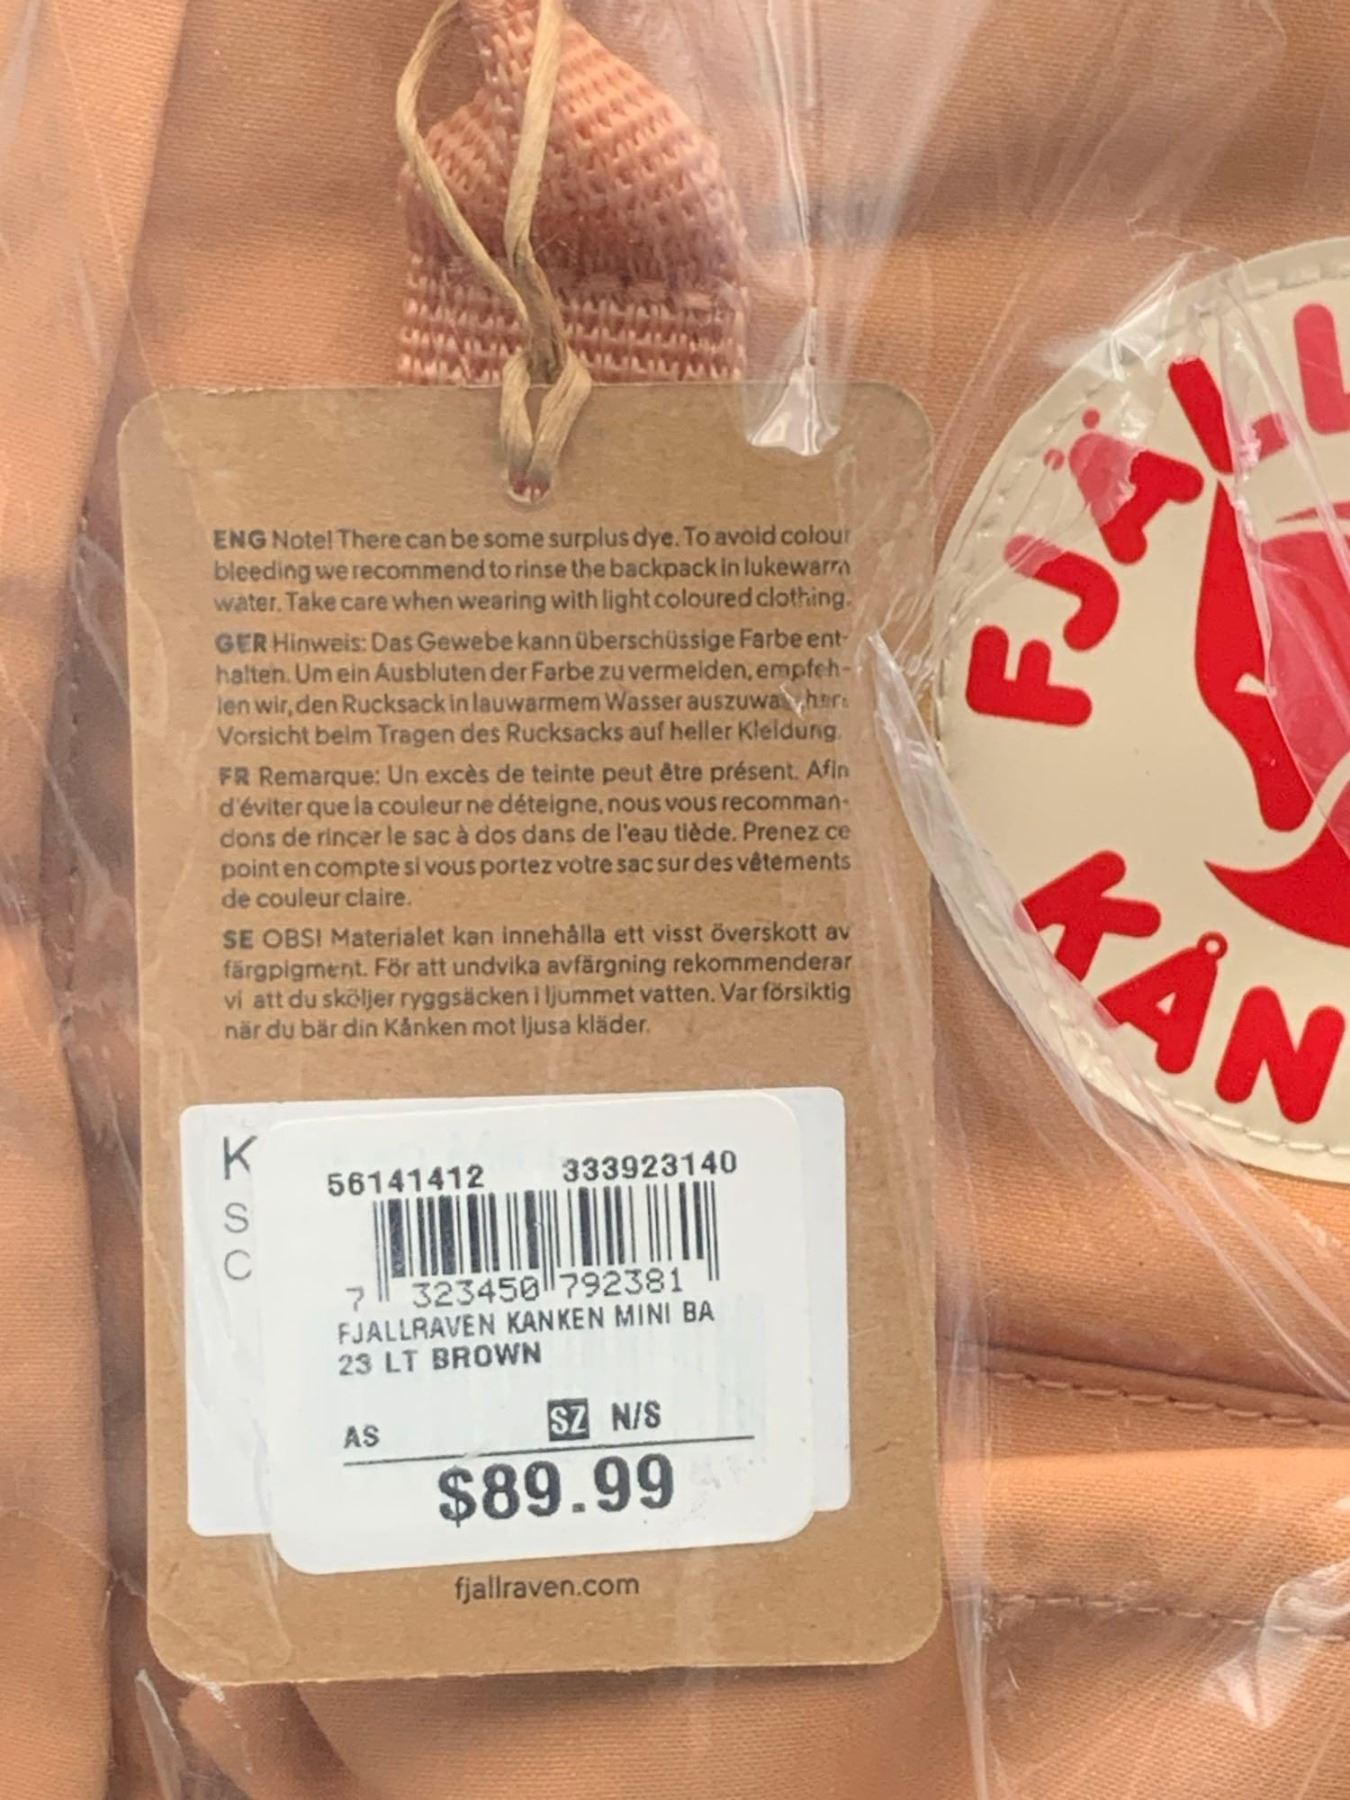 ENG Note! There can be some surplus dye. To avoid colour
bleeding we recommend to rinse the backpack in lukewarm
water. Take care when wearing with light coloured clothing.
GER Hinweis: Das Gewebe kann überschüssige Farbe ent-
halten. Um ein Ausbluten der Farbe zu vermeiden, empfeh-
len wir, den Rucksack in lauwarmem Wasser
Vorsicht beim Tragen des Rucksacks auf heller Kleidung.
FR Remarque: Un excès de teinte peut être présent. Afin
d'éviter que la couleur ne déteigne, nous vous recomman-
dons de rincer le sac à dos dans de l'eau tiède. Prenez ce
point en compte si vous portez votre sac sur des vêtements
de couleur claire.
SE OBS! Materialet kan innehålla ett visst överskott av
färgpigment. För att undvika avfärgning rekommenderar
vi att du sköljer ryggsäcken i ljummet vatten. Var försiktig
när du bär din Kånken mot ljusa kläder.
K
S
C
56141412 333923140
7 323450 792381
FJALLRAVEN KANKEN MINI BA
23 LT BROWN
AS SZ N/S
$89.99
fjallraven.com
FJÄLL
KÅN